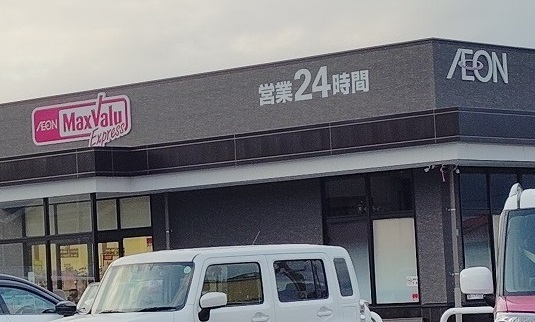 ÆON MaxValu
Express
営業24時間
ÆON